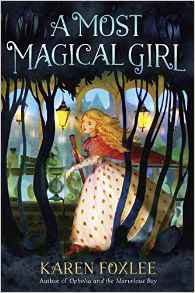 A MOST
MAGICAL GIRL
KAREN FOXLEE
Author of Ophelia and the Marvelous Boy